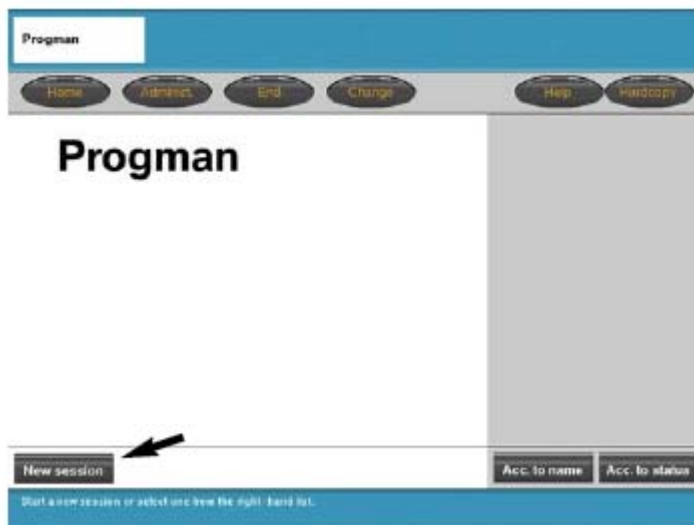 Progman
Home Administ. End Change Help Hardcopy
Progman
New session Acc. to name Acc. to status
Start a new session or select one from the right-hand list.